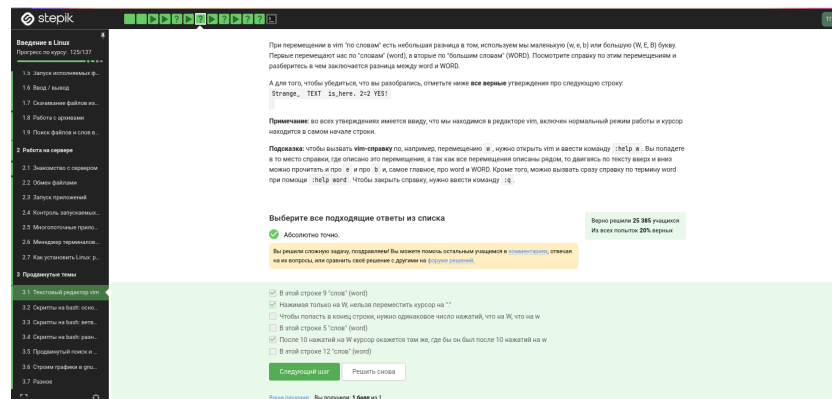 stepik
Введение в Linux
Прогресс по курсу: 125/137
1.5 Запуск исполняемых ф...
1.6 Ввод / вывод
1.7 Скачивание файлов из...
1.8 Работа с архивами
1.9 Поиск файлов и слов в...
2 Работа на сервере
2.1 Знакомство с сервером
2.2 Обмен файлами
2.3 Запуск приложений
2.4 Контроль запускаемых...
2.5 Многопоточные прило...
2.6 Менеджер терминалов...
2.7 Как установить Linux: р...
3 Продвинутые темы
3.1 Текстовый редактор vim
3.2 Скрипты на bash: осно...
3.3 Скрипты на bash: ветв...
3.4 Скрипты на bash: разн...
3.5 Продвинутый поиск и ...
3.6 Строим графики в gnu...
3.7 Разное
При перемещении в vim "по словам" есть небольшая разница в том, используем мы маленькую (w, e, b) или большую (W, E, B) букву.
Первые перемещают нас по "словам" (word), а вторые по "большим словам" (WORD). Посмотрите справку по этим перемещениям и
разберитесь в чем заключается разница между word и WORD.
А для того, чтобы убедиться, что вы разобрались, отметьте ниже все верные утверждения про следующую строку:
Strange_ TEXT is_here. 2=2 YES!
Примечание: во всех утверждениях имеется ввиду, что мы находимся в редакторе vim, включен нормальный режим работы и курсор
находится в самом начале строки.
Подсказка: чтобы вызвать vim-справку по, например, перемещению w, нужно открыть vim и ввести команду :help w. Вы попадете
в то место справки, где описано это перемещение, а так как все перемещения описаны рядом, то двигаясь по тексту вверх и вниз
можно прочитать и про e и про b и, самое главное, про word и WORD. Кроме того, можно вызвать сразу справку по термину word
при помощи :help word. Чтобы закрыть справку, нужно ввести команду :q.
Выберите все подходящие ответы из списка
Верно решили 25 385 учащихся
Из всех попыток 20% верных
Абсолютно точно.
Вы решили сложную задачу, поздравляем! Вы можете помочь остальным учащимся в комментариях, отвечая
на их вопросы, или сравнить своё решение с другими на форуме решений.
В этой строке 9 "слов" (word)
Нажимая только на W, нельзя переместить курсор на "."
Чтобы попасть в конец строки, нужно одинаковое число нажатий, что на W, что на w
В этой строке 5 "слов" (word)
После 10 нажатий на W курсор окажется там же, где бы он был после 10 нажатий на w
В этой строке 12 "слов" (word)
Следующий шаг
Решить снова
Ваши решения Вы получили: 1 балл из 1